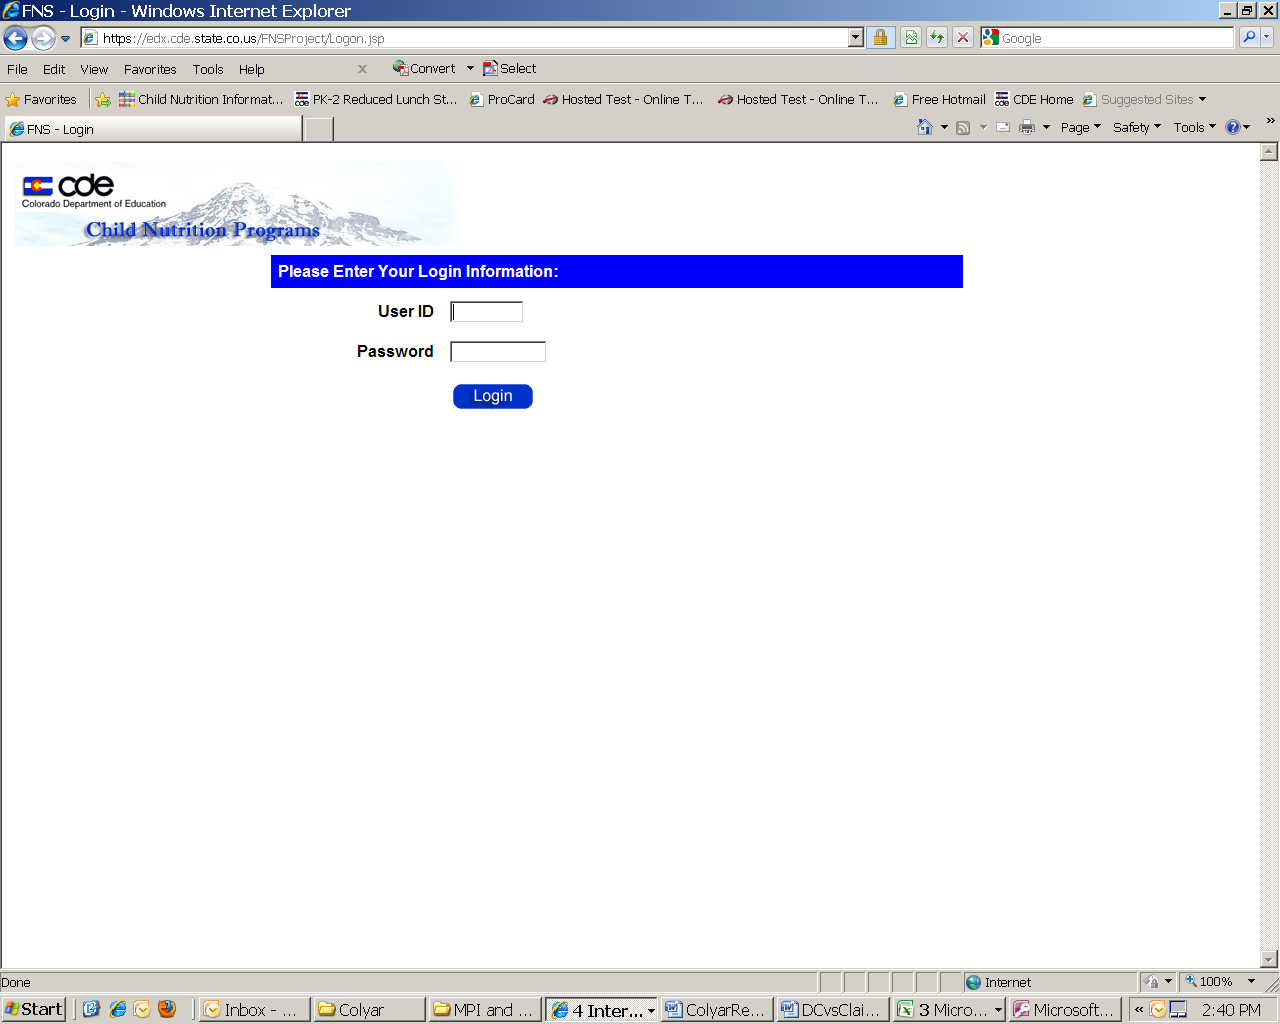 FNS - Login - Windows Internet Explorer
https://edx.cde.state.co.us/FNSProject/Logon.jsp
Google
File Edit View Favorites Tools Help x Convert Select
Favorites Child Nutrition Informat... PK-2 Reduced Lunch St... ProCard Hosted Test - Online T... Hosted Test - Online T... Free Hotmail CDE Home Suggested Sites
FNS - Login
Page Safety Tools »
cde
Colorado Department of Education
Child Nutrition Programs
Please Enter Your Login Information:
User ID
Password
Login
Done Internet 100%
Start Inbox - ... Colyar MPI and ... 4 Inter... ColyarRe... DCvsClai... 3 Micro... Microsoft... « 2:40 PM